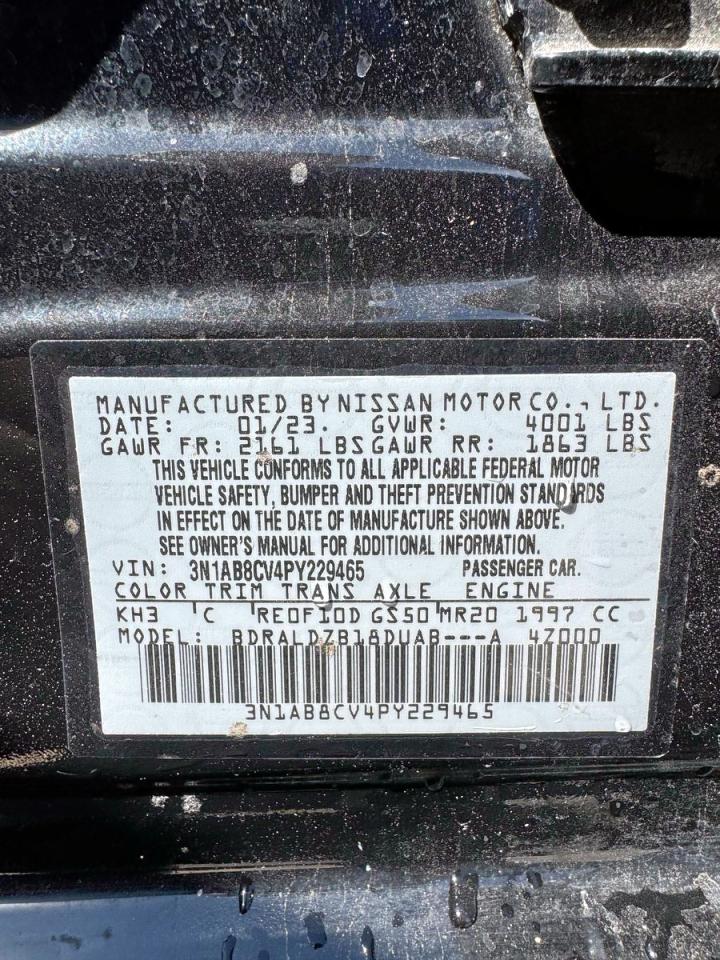 MANUFACTURED BY NISSAN MOTOR CO., LTD.
DATE: 01/23. GVWR: 4001 LBS
GAWR FR: 2161 LBS GAWR RR: 1863 LBS
THIS VEHICLE CONFORMS TO ALL APPLICABLE FEDERAL MOTOR
VEHICLE SAFETY, BUMPER AND THEFT PREVENTION STANDARDS
IN EFFECT ON THE DATE OF MANUFACTURE SHOWN ABOVE.
SEE OWNER'S MANUAL FOR ADDITIONAL INFORMATION.
VIN: 3N1AB8CV4PY229465 PASSENGER CAR.
COLOR TRIM TRANS AXLE ENGINE
KH3 C RE0F10D GS50 MR20 1997 CC
MODEL: BDRALDZB18DUAB---A 4Z000
3N1AB8CV4PY229465